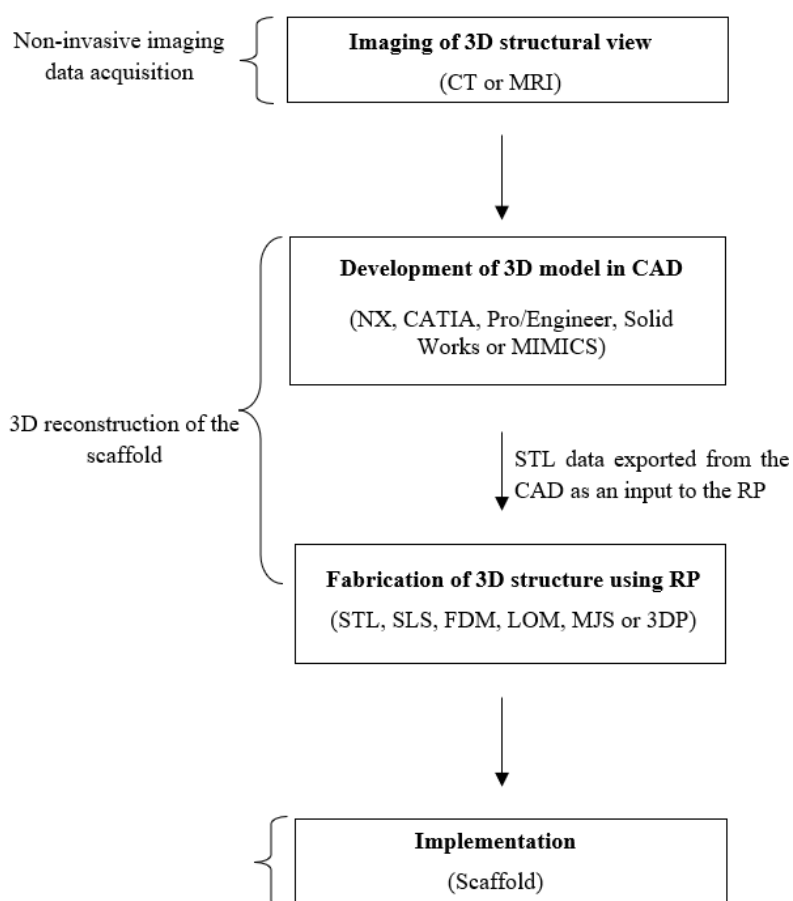 Non-invasive imaging
data acquisition
Imaging of 3D structural view
(CT or MRI)
Development of 3D model in CAD
(NX, CATIA, Pro/Engineer, Solid
Works or MIMICS)
3D reconstruction of the
scaffold
STL data exported from the
CAD as an input to the RP
Fabrication of 3D structure using RP
(STL, SLS, FDM, LOM, MJS or 3DP)
Implementation
(Scaffold)